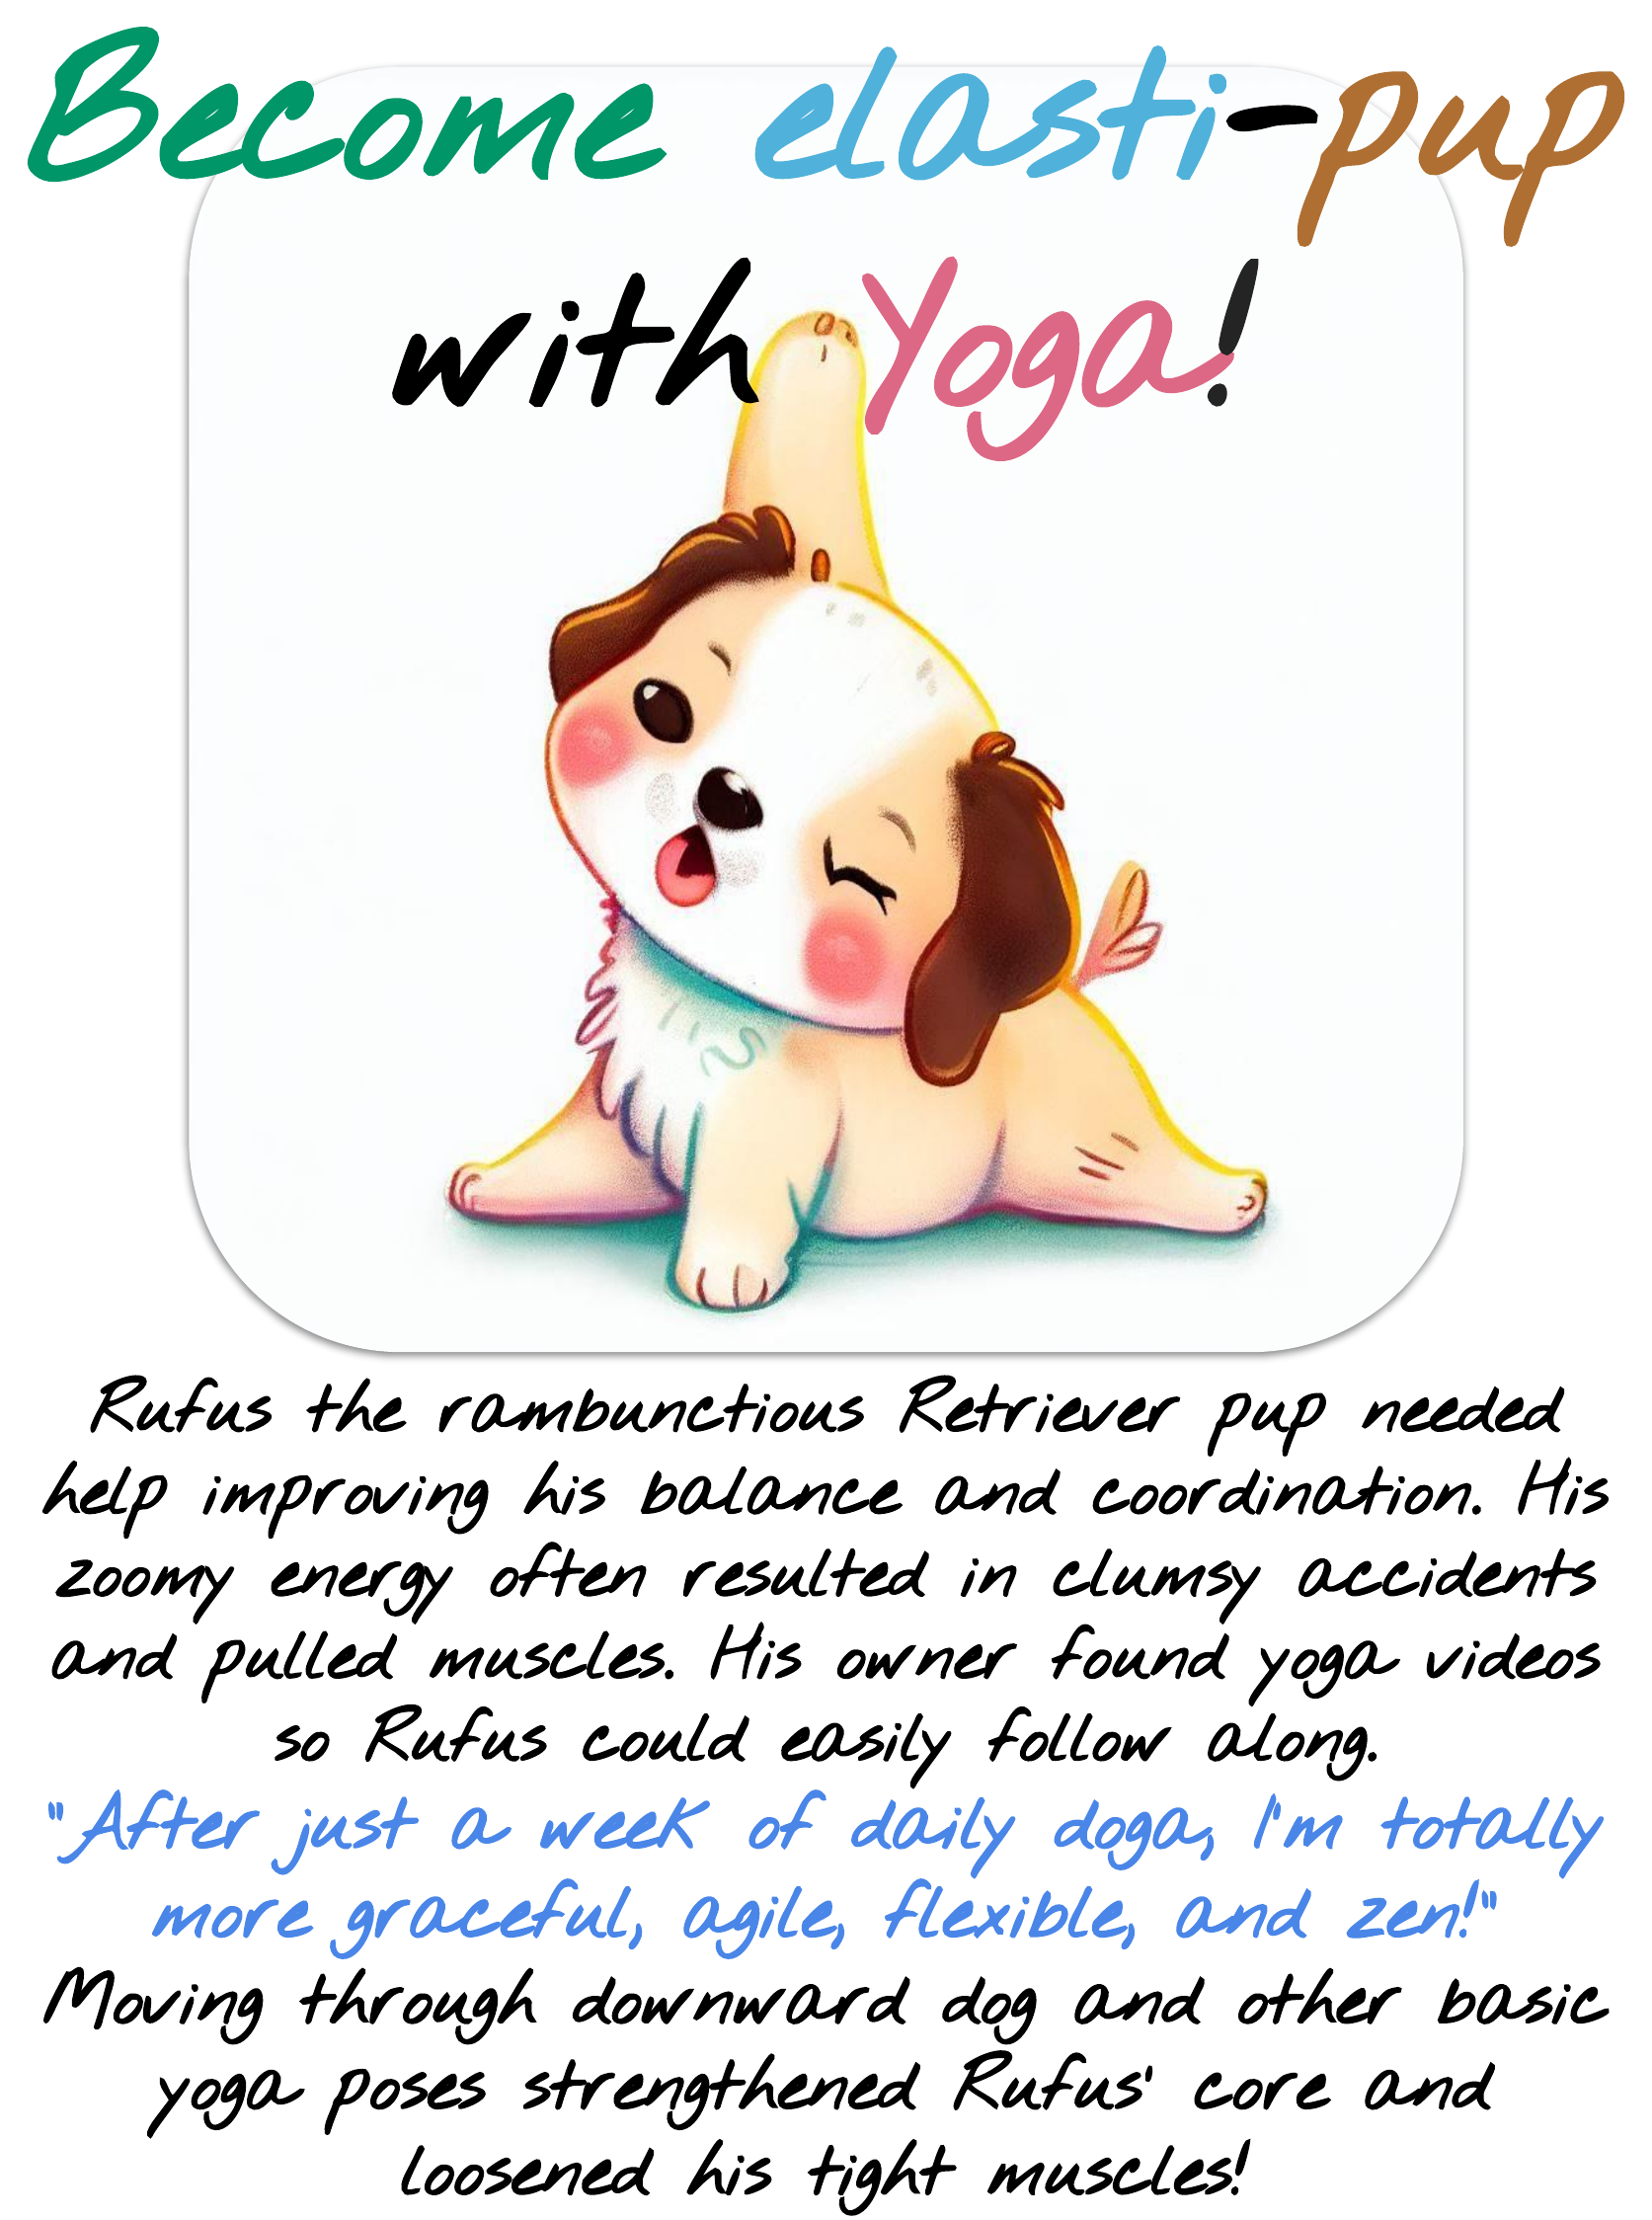 Become elasti-pup
with Yoga!
Rufus the rambunctious Retriever pup needed
help improving his balance and coordination. His
zoomy energy often resulted in clumsy accidents
and pulled muscles. His owner found yoga videos
so Rufus could easily follow along.
"After just a week of daily doga, I'm totally
more graceful, agile, flexible, and zen!"
Moving through downward dog and other basic
yoga poses strengthened Rufus' core and
loosened his tight muscles!